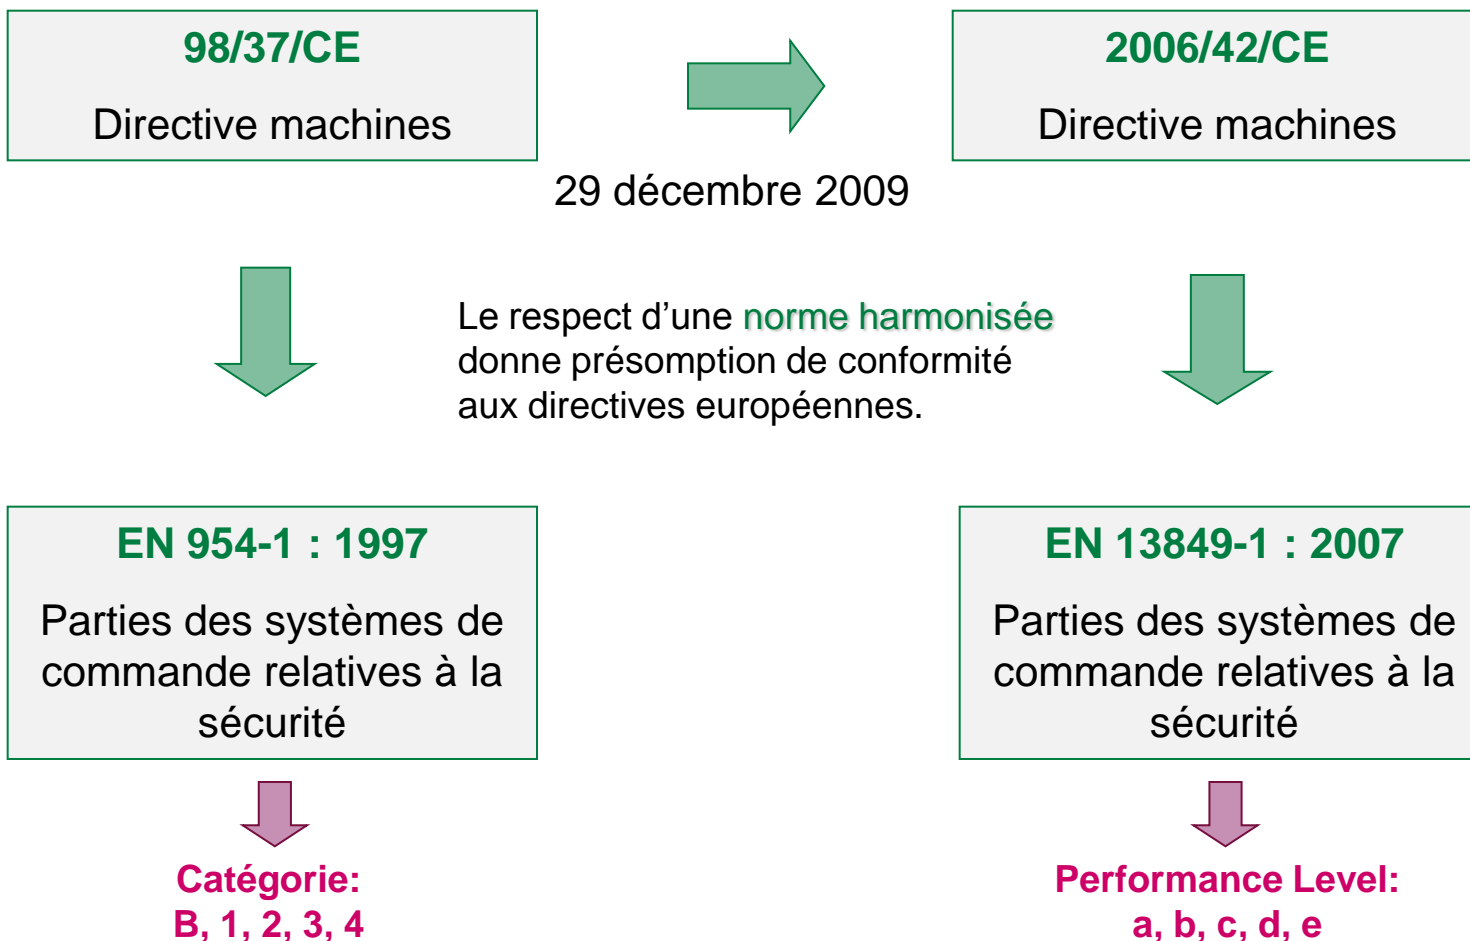 98/37/CE
Directive machines
2006/42/CE
Directive machines
29 décembre 2009
Le respect d’une norme harmonisée
donne présomption de conformité
aux directives européennes.
EN 954-1 : 1997
Parties des systèmes de
commande relatives à la
sécurité
EN 13849-1 : 2007
Parties des systèmes de
commande relatives à la
sécurité
Catégorie:
B, 1, 2, 3, 4
Performance Level:
a, b, c, d, e